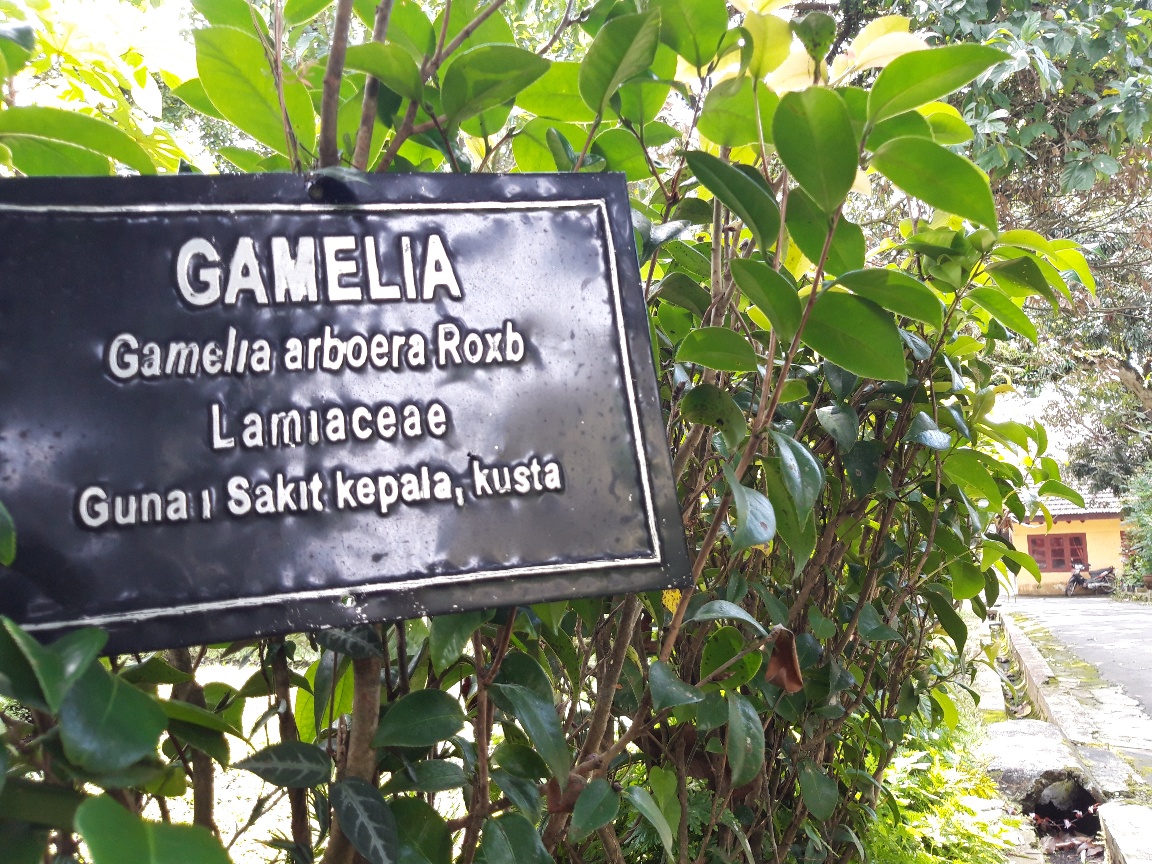 GAMELIA
Gamelia arboera Roxb
Lamiaceae
Guna : Sakit kepala, kusta